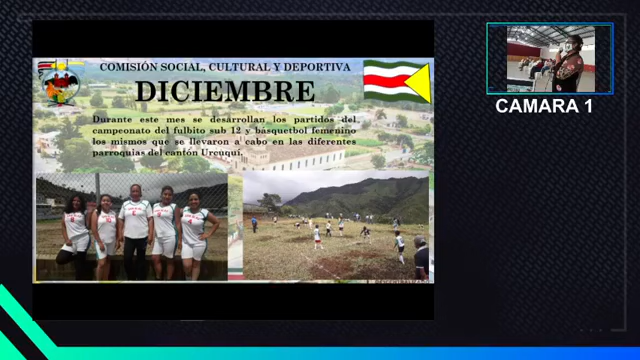 COMISIÓN SOCIAL, CULTURAL Y DEPORTIVA
DICIEMBRE
Durante este mes se desarrollan los partidos del
campeonato del fulbito sub 12 y básquetbol femenino
los mismos que se llevaron a cabo en las diferentes
parroquias del cantón Urcuquí.
CAMARA 1